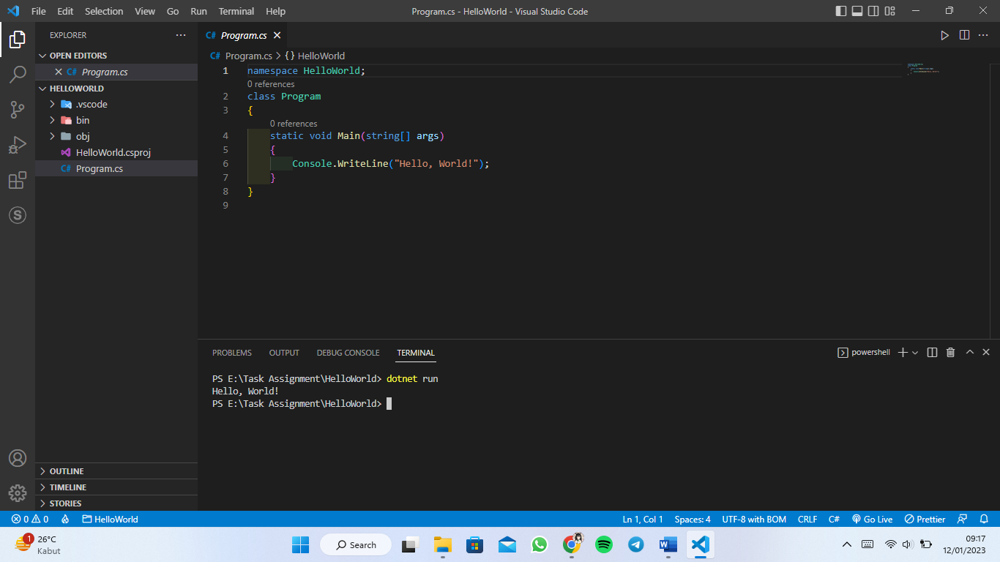 File Edit Selection View Go Run Terminal Help
Program.cs - HelloWorld - Visual Studio Code
EXPLORER
OPEN EDITORS
C# Program.cs
HELLOWORLD
.vscode
bin
obj
HelloWorld.csproj
C# Program.cs
OUTLINE
TIMELINE
STORIES
C# Program.cs
C# Program.cs > {} HelloWorld
1 namespace HelloWorld;
0 references
2 class Program
3 {
0 references
4 static void Main(string[] args)
5 {
6 Console.WriteLine("Hello, World!");
7 }
8 }
9
PROBLEMS OUTPUT DEBUG CONSOLE TERMINAL
powershell
PS E:\Task Assignment\HelloWorld> dotnet run
Hello, World!
PS E:\Task Assignment\HelloWorld>
0 0 HelloWorld
Ln 1, Col 1 Spaces: 4 UTF-8 with BOM CRLF C# Go Live Prettier
1 26°C
Kabut
Search
09:17
12/01/2023